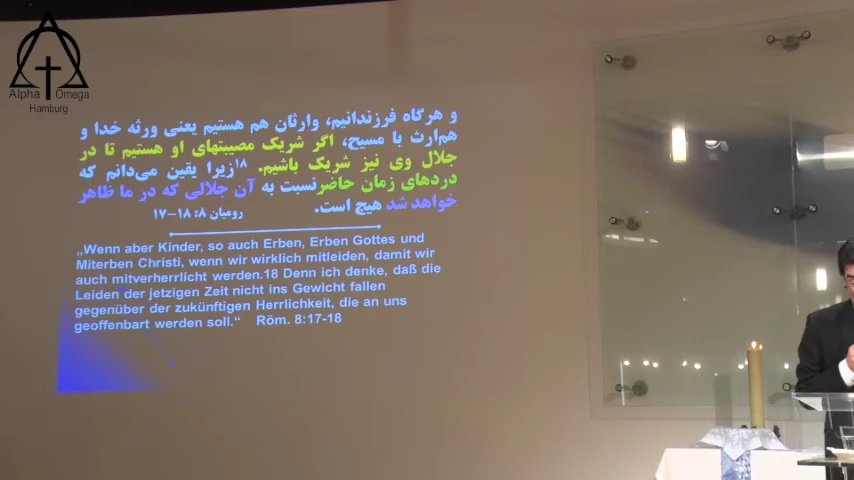 Alpha Omega
Hamburg
و هرگاه فرزندانیم، وارثان هم هستیم یعنی ورثه خدا و
هم‌ارث با مسیح، اگر شریک مصیبتهای او هستیم تا در
جلال وی نیز شریک باشیم. ۱۸زیرا یقین می‌دانم که
دردهای زمان حاضرنسبت به آن جلالی که در ما ظاهر
خواهد شد هیچ است. رومیان ۸: ۱۸–۱۷
„Wenn aber Kinder, so auch Erben, Erben Gottes und
Miterben Christi, wenn wir wirklich mitleiden, damit wir
auch mitverherrlicht werden.18 Denn ich denke, daß die
Leiden der jetzigen Zeit nicht ins Gewicht fallen
gegenüber der zukünftigen Herrlichkeit, die an uns
geoffenbart werden soll.“ Röm. 8:17-18